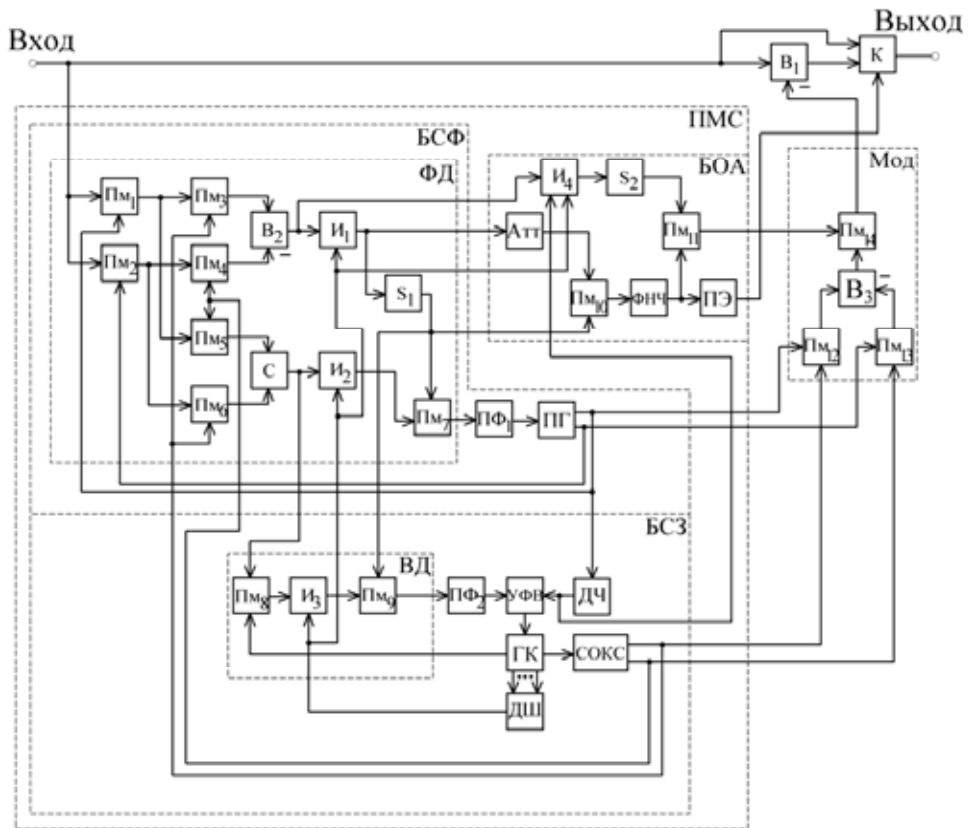 Вход
Выход
В1
К
ПМС
БСФ
ФД
БОА
Мод
Пм1
Пм3
В2
И1
И4
S2
Атт
Пм11
Пм14
Пм2
Пм4
S1
Пм10
ФНЧ
ПЭ
В3
Пм5
С
И2
Пм12
Пм13
Пм6
Пм7
ПФ1
ПГ
БСЗ
ВД
Пм8
И3
Пм9
ПФ2
УФВ
ДЧ
ГК
СОКС
ДШ